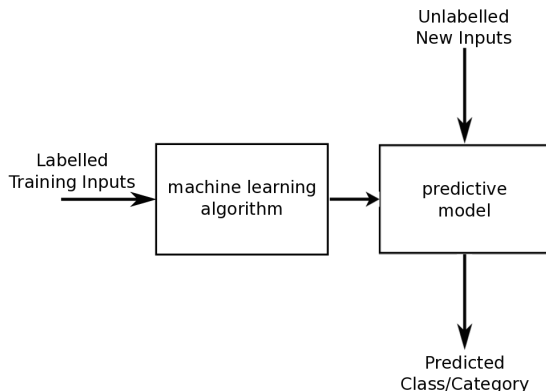 Unlabelled
New Inputs
Labelled
Training Inputs
machine learning
algorithm
predictive
model
Predicted
Class/Category